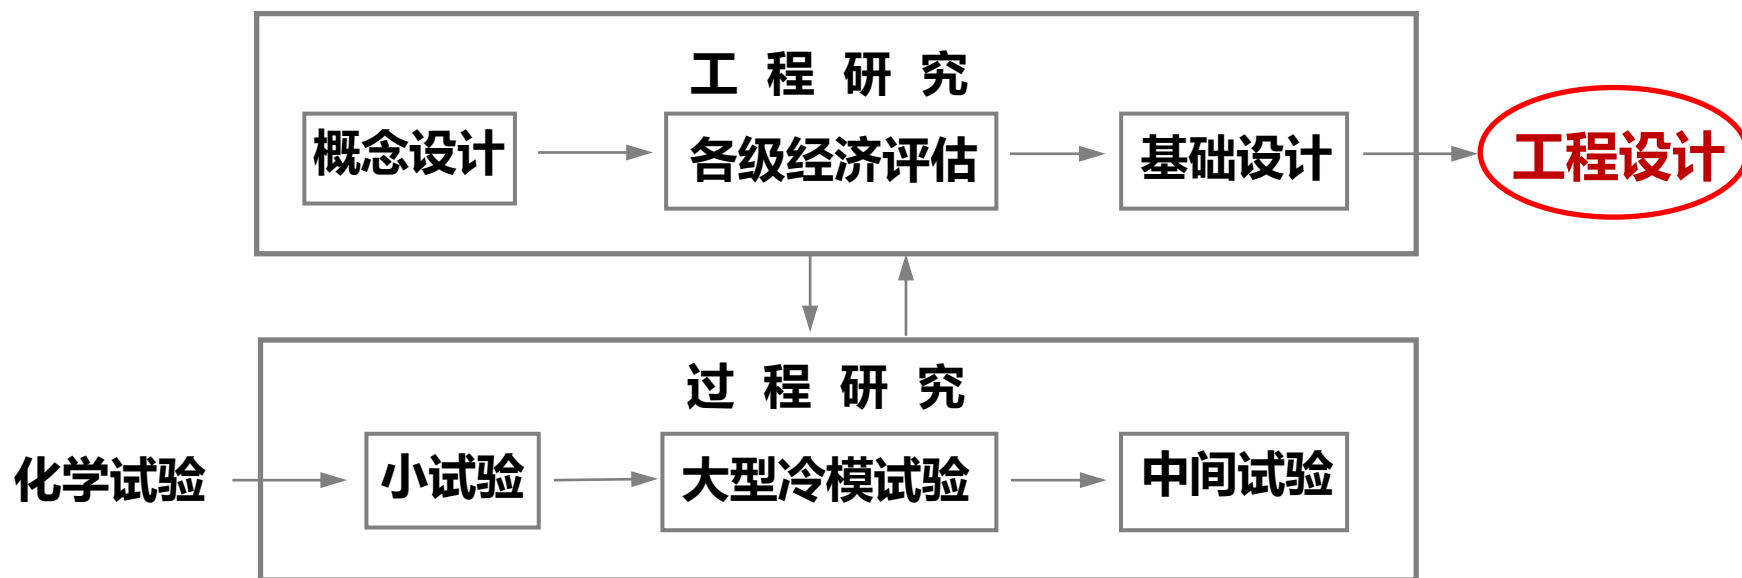 工程研究
概念设计
各级经济评估
基础设计
工程设计
过程研究
化学试验
小试验
大型冷模试验
中间试验